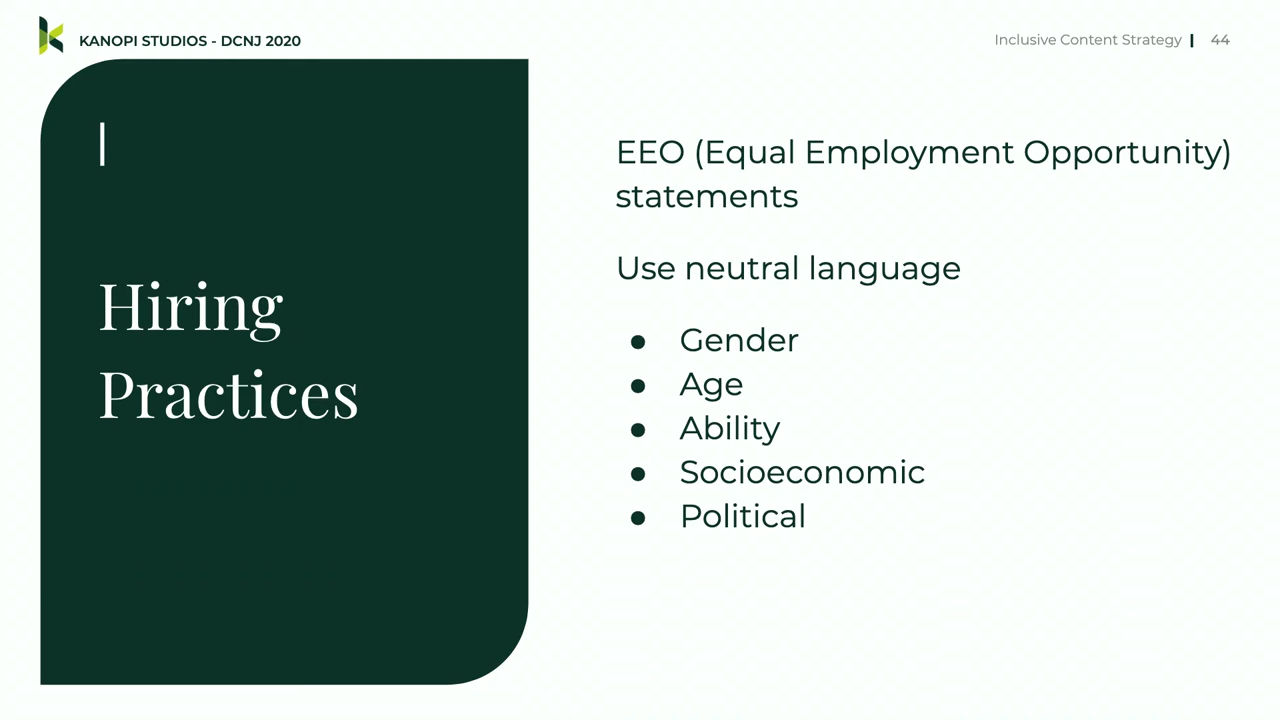 KANOPI STUDIOS - DCNJ 2020
Inclusive Content Strategy | 44
Hiring
Practices
EEO (Equal Employment Opportunity)
statements
Use neutral language
● Gender
● Age
● Ability
● Socioeconomic
● Political